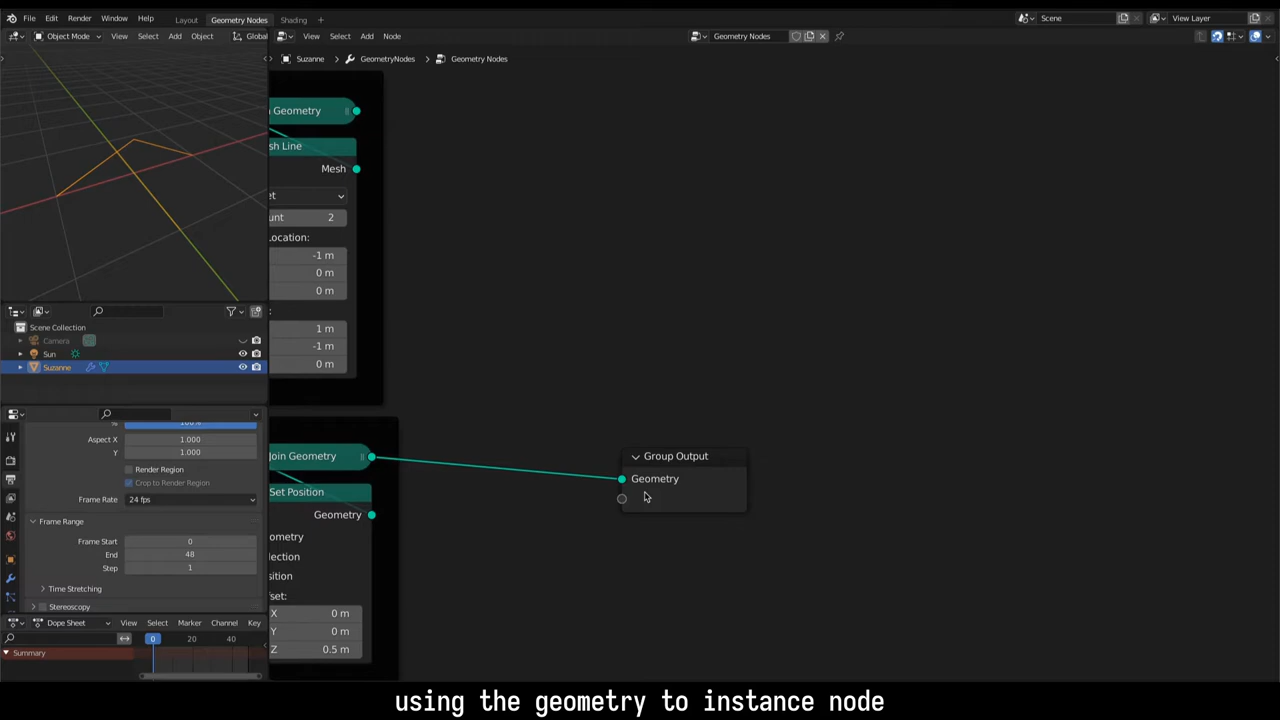 File Edit Render Window Help Layout Geometry Nodes Shading + Scene View Layer
Object Mode View Select Add Object Global View Select Add Node Geometry Nodes
Suzanne > GeometryNodes > Geometry Nodes
Geometry
sh Line
Mesh
et
unt 2
Location:
-1 m
0 m
0 m
:
1 m
-1 m
0 m
Scene Collection
Camera
Sun
Suzanne
% 100%
Aspect X 1.000
Y 1.000
Render Region
Crop to Render Region
Frame Rate 24 fps
Frame Range
Frame Start 0
End 48
Step 1
Time Stretching
Stereoscopy
Join Geometry
Set Position
Geometry
ometry
lection
sition
set:
X 0 m
Y 0 m
Z 0.5 m
Group Output
Geometry
Dope Sheet View Select Marker Channel Key
0 20 40
Summary
using the geometry to instance node